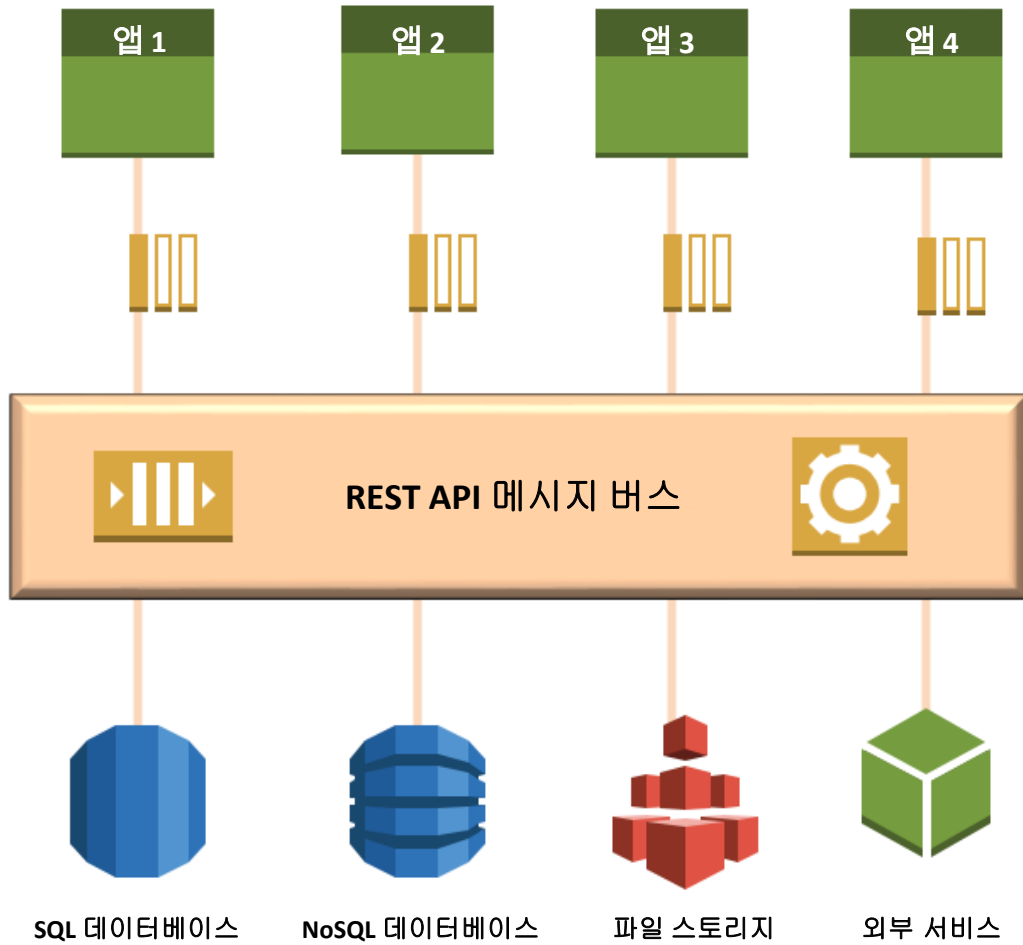 앱 1
앱 2
앱 3
앱 4
REST API 메시지 버스
SQL 데이터베이스
NoSQL 데이터베이스
파일 스토리지
외부 서비스